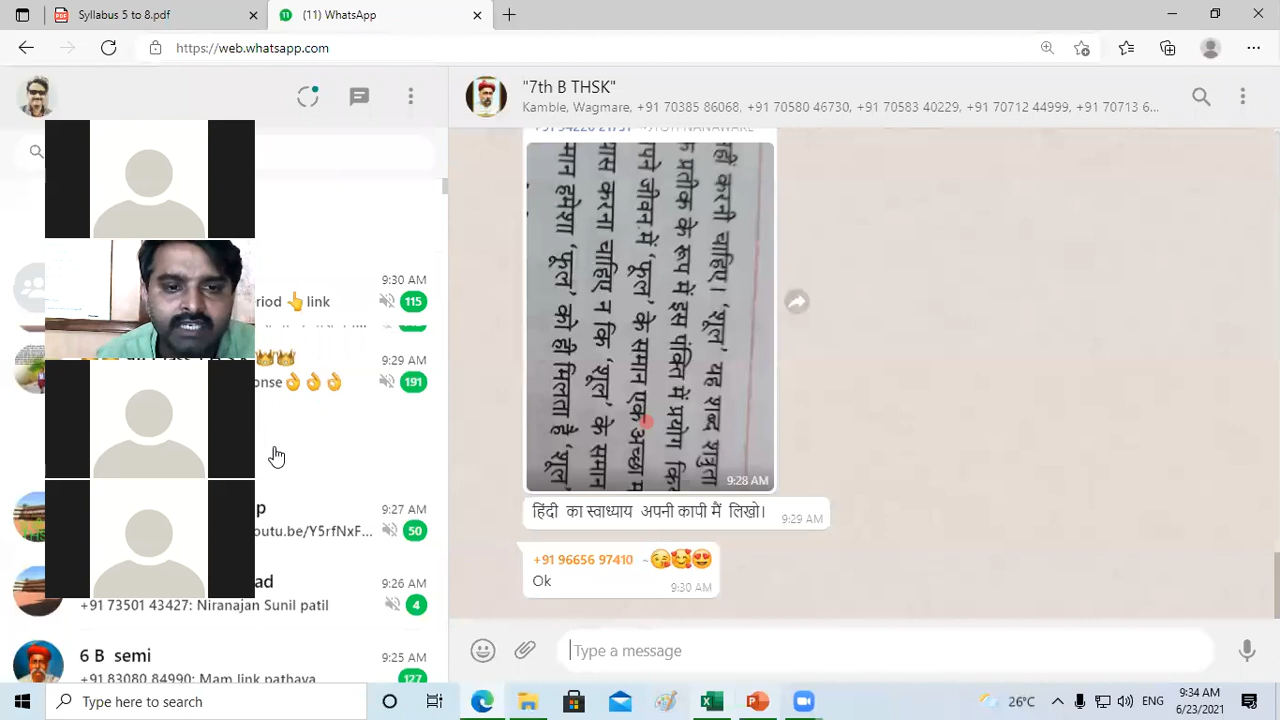 Syllabus 5 to 8.pdf
(11) WhatsApp
https://web.whatsapp.com
"7th B THSK"
Kamble, Wagmare, +91 70385 86068, +91 70580 46730, +91 70583 40229, +91 70712 44999, +91 70713 6...
9:30 AM
eriod 👆 link
115
9:29 AM
onse👌👌👌
191
9:27 AM
outu.be/Y5rfNxF...
50
ad
9:26 AM
+91 73501 43427: Niranjan Sunil patil
4
6 B semi
9:25 AM
+91 83080 84990: Mam link pathava
127
हीं करनी चाहिए। 'शूल' यह शब्द शत्रुता
के प्रतीक के रूप में इस पंक्ति में प्रयोग कि
पने जीवन में 'फूल' के समान एक अच्छा
यास करना चाहिए न कि 'शूल' के समान
मान हमेशा 'फूल' को ही मिलता है 'शूल'
9:28 AM
हिंदी का स्वाध्याय अपनी कापी मैं लिखो।
9:29 AM
+91 96656 97410 ~😘🥰😍
Ok
9:30 AM
Type a message
Type here to search
26°C
ENG
9:34 AM
6/23/2021